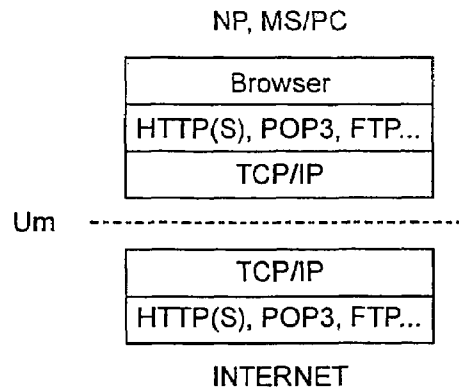 NP, MS/PC
Browser
HTTP(S), POP3, FTP...
TCP/IP
Um
TCP/IP
HTTP(S), POP3, FTP...
INTERNET